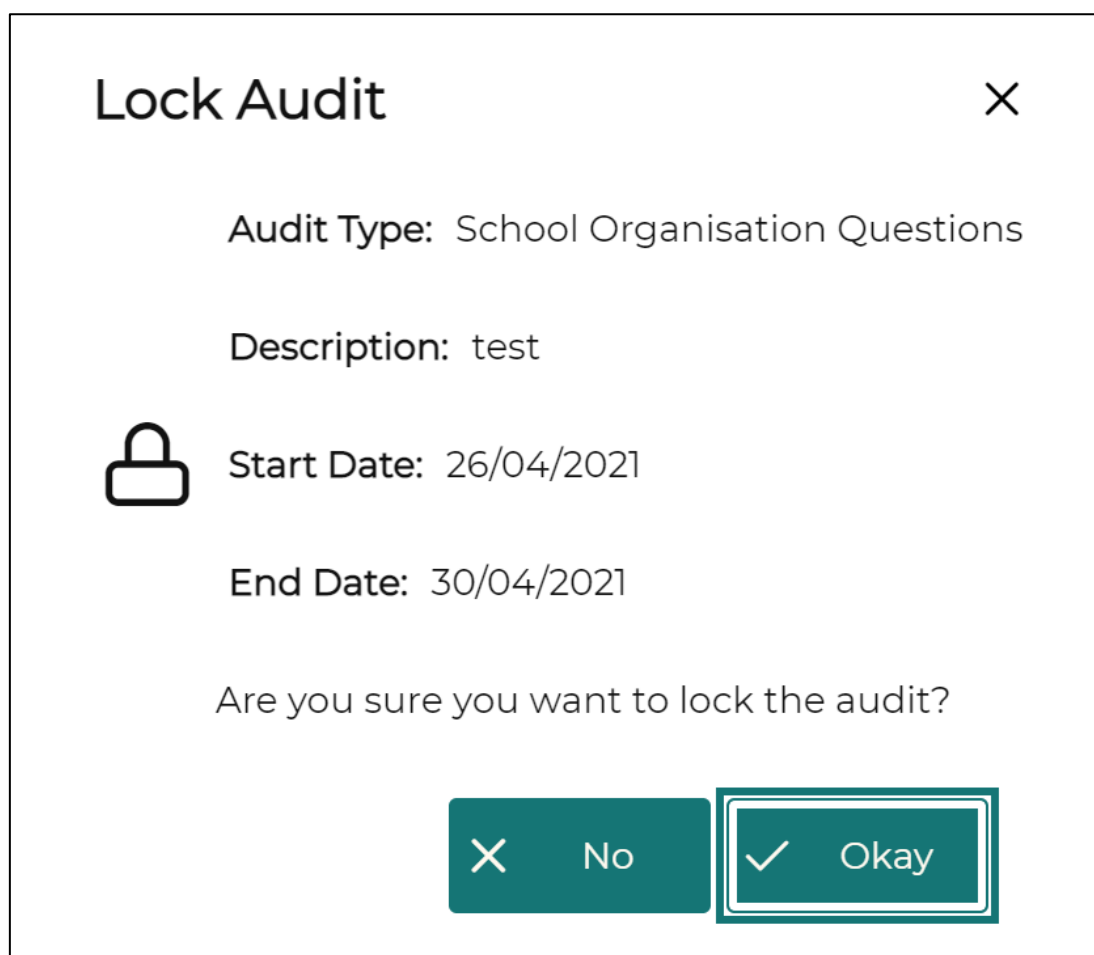 Lock Audit
Audit Type: School Organisation Questions
Description: test
Start Date: 26/04/2021
End Date: 30/04/2021
Are you sure you want to lock the audit?
No Okay